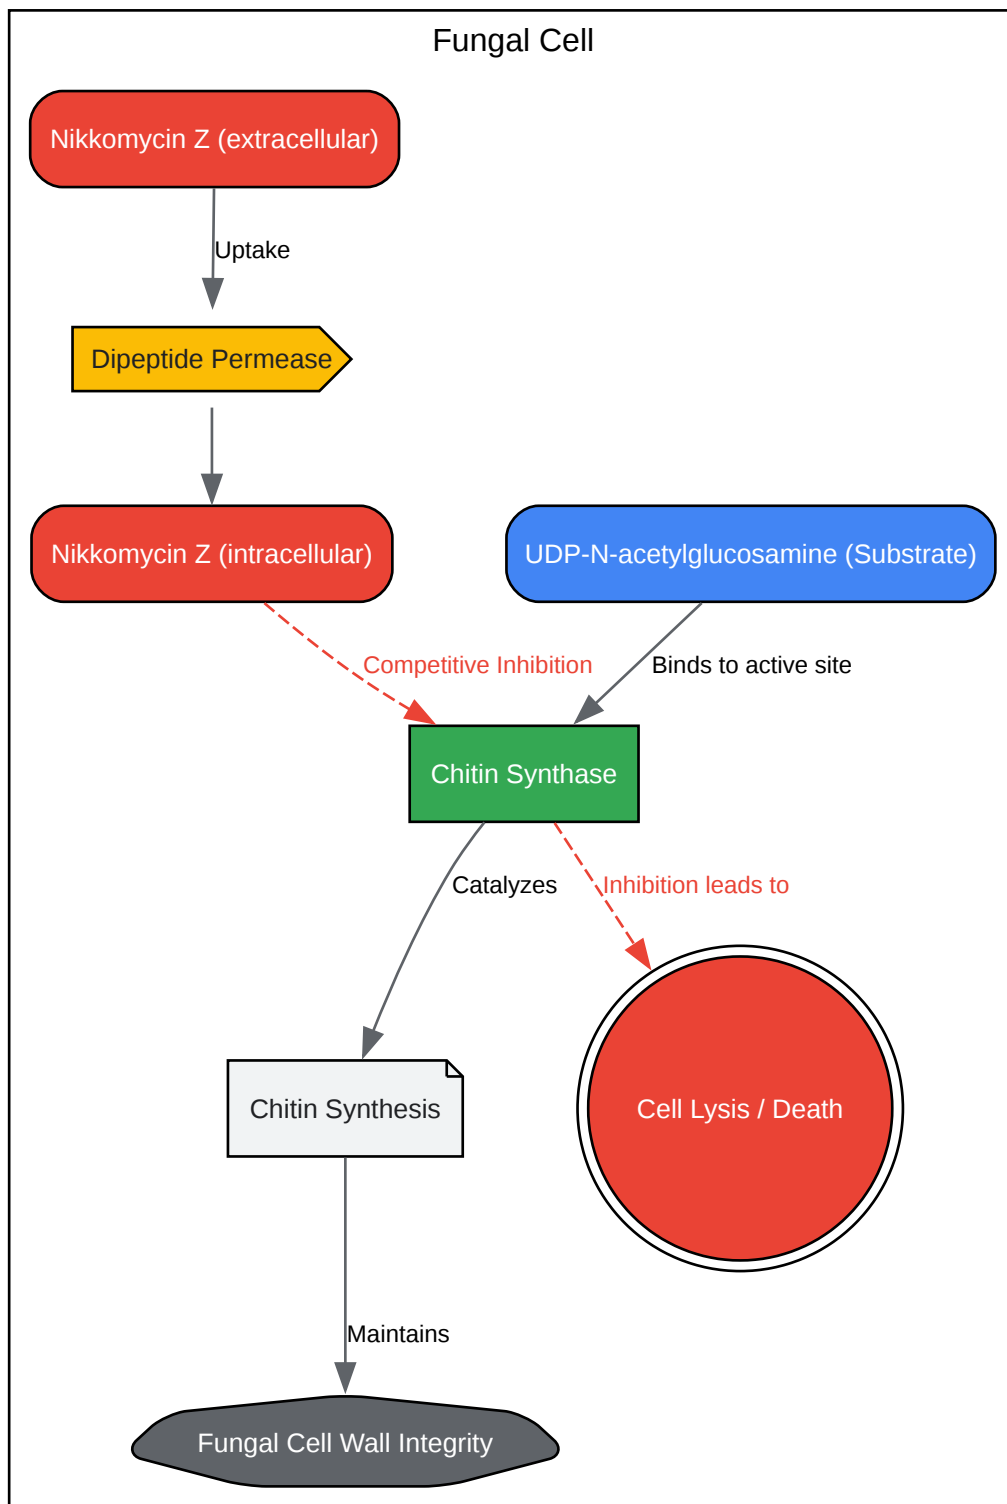 Fungal Cell
Nikkomycin Z (extracellular)
Uptake
Dipeptide Permease
Nikkomycin Z (intracellular)
UDP-N-acetylglucosamine (Substrate)
Competitive Inhibition
Binds to active site
Chitin Synthase
Catalyzes
Inhibition leads to
Chitin Synthesis
Cell Lysis / Death
Maintains
Fungal Cell Wall Integrity